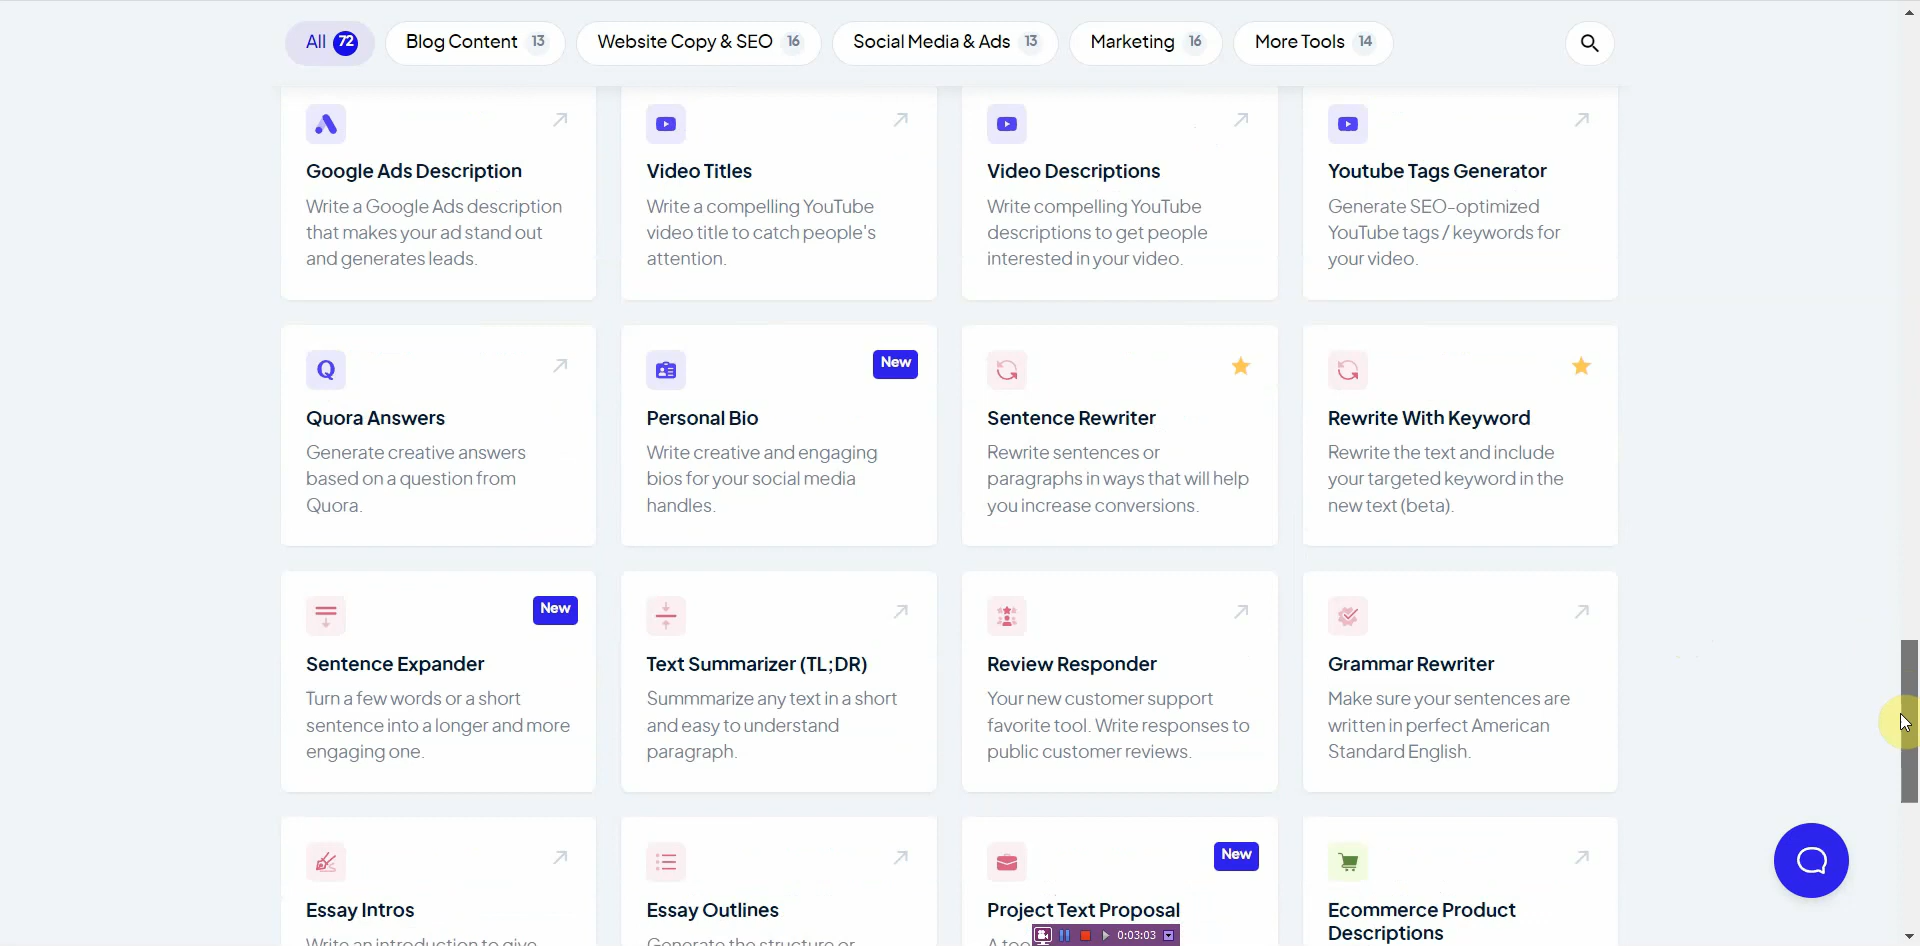 All 72 Blog Content 13 Website Copy & SEO 16 Social Media & Ads 13 Marketing 16 More Tools 14
Google Ads Description
Write a Google Ads description
that makes your ad stand out
and generates leads.
Video Titles
Write a compelling YouTube
video title to catch people's
attention.
Video Descriptions
Write compelling YouTube
descriptions to get people
interested in your video.
Youtube Tags Generator
Generate SEO-optimized
YouTube tags / keywords for
your video.
Q
Quora Answers
Generate creative answers
based on a question from
Quora.
New
Personal Bio
Write creative and engaging
bios for your social media
handles.
Sentence Rewriter
Rewrite sentences or
paragraphs in ways that will help
you increase conversions.
Rewrite With Keyword
Rewrite the text and include
your targeted keyword in the
new text (beta).
New
Sentence Expander
Turn a few words or a short
sentence into a longer and more
engaging one.
Text Summarizer (TL;DR)
Summmarize any text in a short
and easy to understand
paragraph.
Review Responder
Your new customer support
favorite tool. Write responses to
public customer reviews.
Grammar Rewriter
Make sure your sentences are
written in perfect American
Standard English.
Essay Intros
Write an introduction to give
Essay Outlines
Generate the structure or
New
Project Text Proposal
A too
Ecommerce Product
Descriptions
0:03:03